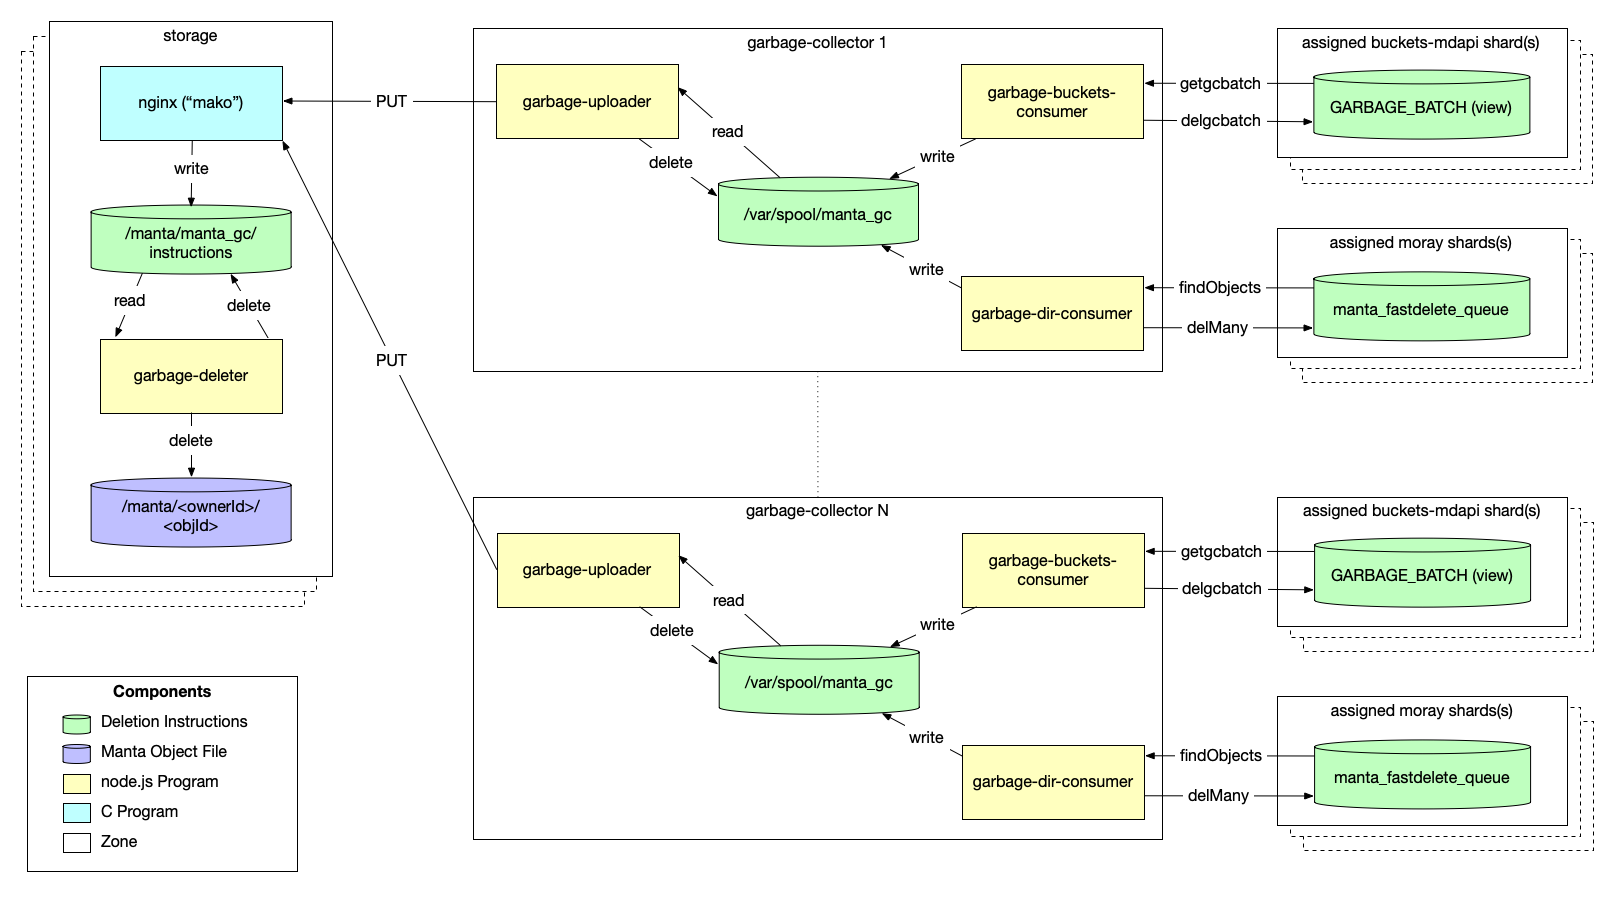 storage
nginx (“mako”)
write
/manta/manta_gc/
instructions
read
delete
garbage-deleter
delete
/manta/<ownerId>/
<objId>
PUT
PUT
garbage-collector 1
garbage-uploader
read
delete
/var/spool/manta_gc
garbage-buckets-
consumer
write
write
garbage-dir-consumer
getgcbatch
delgcbatch
findObjects
delMany
assigned buckets-mdapi shard(s)
GARBAGE_BATCH (view)
assigned moray shards(s)
manta_fastdelete_queue
garbage-collector N
garbage-uploader
read
delete
/var/spool/manta_gc
garbage-buckets-
consumer
write
write
garbage-dir-consumer
getgcbatch
delgcbatch
findObjects
delMany
assigned buckets-mdapi shard(s)
GARBAGE_BATCH (view)
assigned moray shards(s)
manta_fastdelete_queue
Components
Deletion Instructions
Manta Object File
node.js Program
C Program
Zone